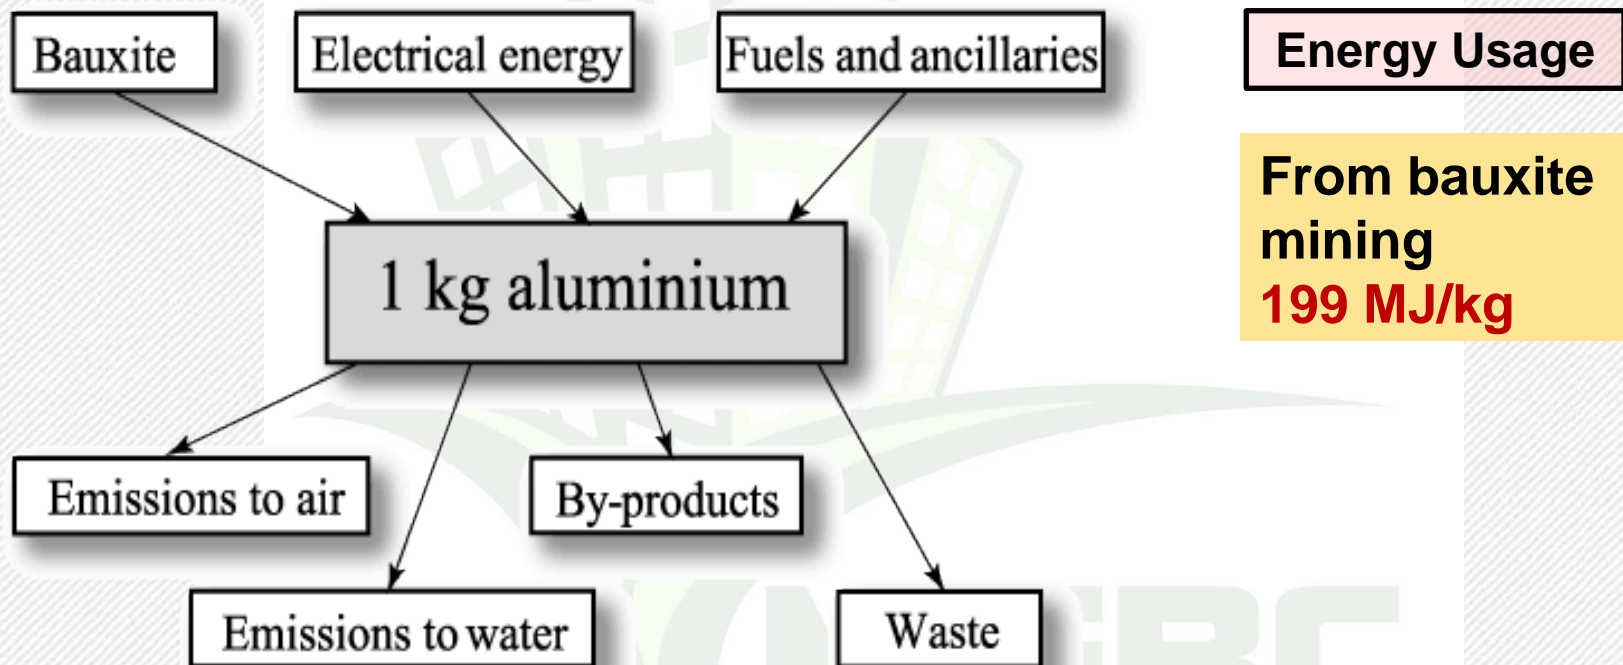 Bauxite
Electrical energy
Fuels and ancillaries
Energy Usage
From bauxite
mining
199 MJ/kg
1 kg aluminium
Emissions to air
By-products
Emissions to water
Waste